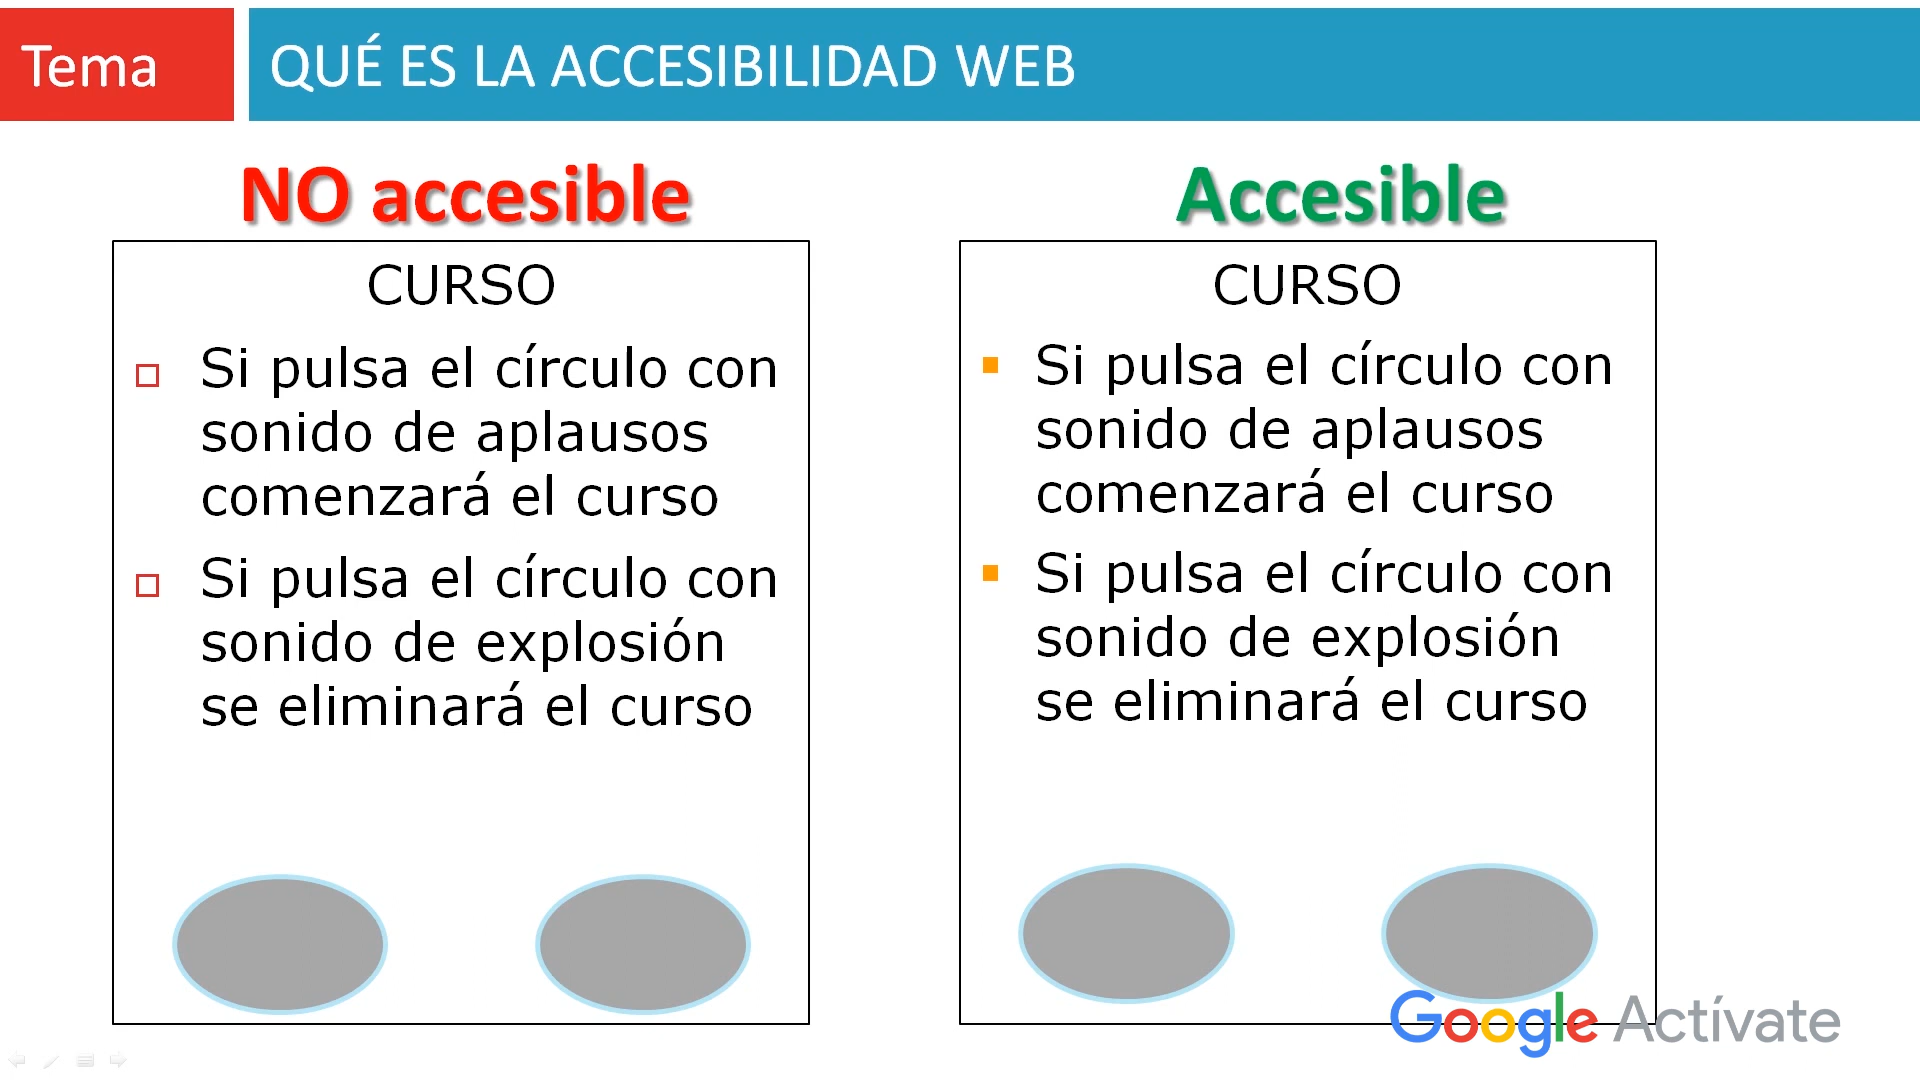 Tema
QUÉ ES LA ACCESIBILIDAD WEB
NO accesible
CURSO
Si pulsa el círculo con
sonido de aplausos
comenzará el curso
Si pulsa el círculo con
sonido de explosión
se eliminará el curso
Accesible
CURSO
Si pulsa el círculo con
sonido de aplausos
comenzará el curso
Si pulsa el círculo con
sonido de explosión
se eliminará el curso
Google Actívate